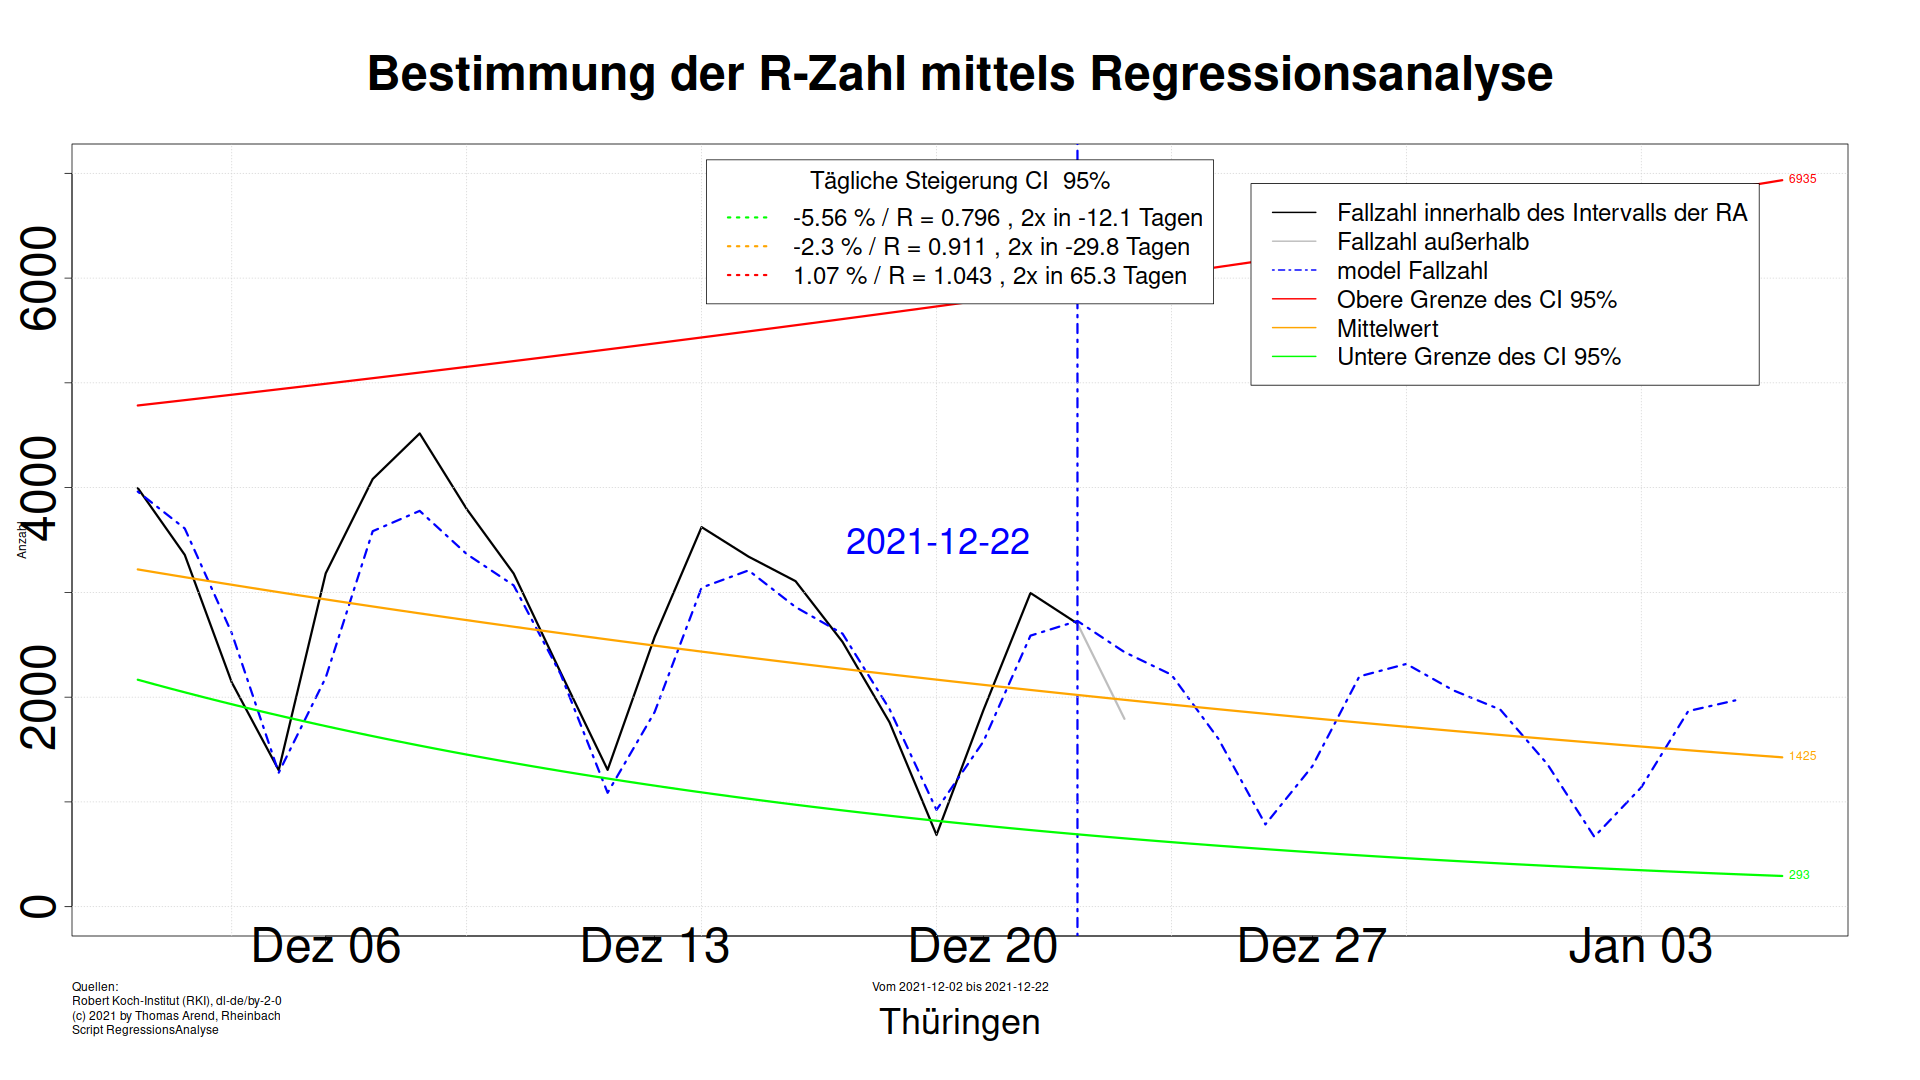 Bestimmung der R-Zahl mittels Regressionsanalyse
Tägliche Steigerung CI 95%
-5.56 % / R = 0.796 , 2x in -12.1 Tagen
-2.3 % / R = 0.911 , 2x in -29.8 Tagen
1.07 % / R = 1.043 , 2x in 65.3 Tagen
Fallzahl innerhalb des Intervalls der RA
Fallzahl außerhalb
model Fallzahl
Obere Grenze des CI 95%
Mittelwert
Untere Grenze des CI 95%
6935
1425
293
2021-12-22
Anzahl
6000
4000
2000
0
Dez 06
Dez 13
Dez 20
Dez 27
Jan 03
Quellen:
Robert Koch-Institut (RKI), dl-de/by-2-0
(c) 2021 by Thomas Arend, Rheinbach
Script RegressionsAnalyse
Vom 2021-12-02 bis 2021-12-22
Thüringen